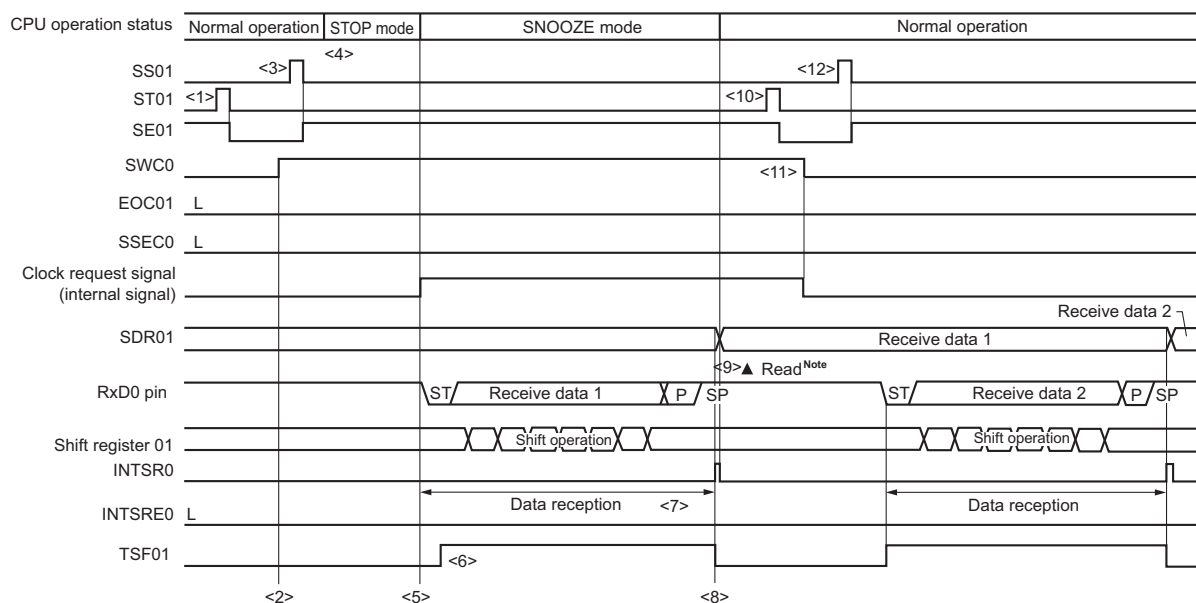 CPU operation status Normal operation STOP mode SNOOZE mode Normal operation
<4>
SS01 <3> <12>
ST01 <1> <10>
SE01
SWC0 <11>
EOC01 L
SSEC0 L
Clock request signal
(internal signal)
Receive data 2
SDR01 Receive data 1
<9>▲ Read Note
RxD0 pin ST Receive data 1 P SP ST Receive data 2 P SP
Shift register 01 Shift operation Shift operation
INTSR0
Data reception <7> Data reception
INTSRE0 L
TSF01 <6>
<2> <5> <8>